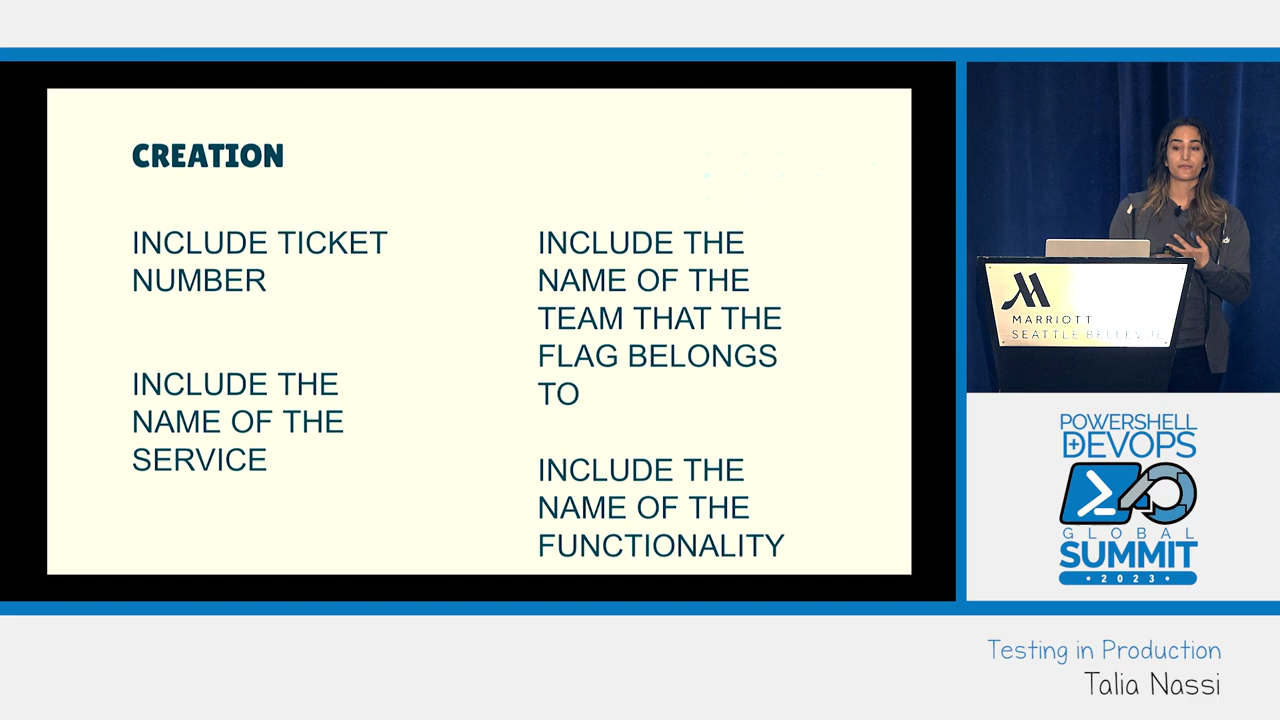 CREATION
INCLUDE TICKET
NUMBER
INCLUDE THE
NAME OF THE
SERVICE
INCLUDE THE
NAME OF THE
TEAM THAT THE
FLAG BELONGS
TO
INCLUDE THE
NAME OF THE
FUNCTIONALITY
MARRIOTT
SEATTLE BELLEVUE
POWERSHELL
+DEVOPS
GLOBAL
SUMMIT
• 2023 •
Testing in Production
Talia Nassi